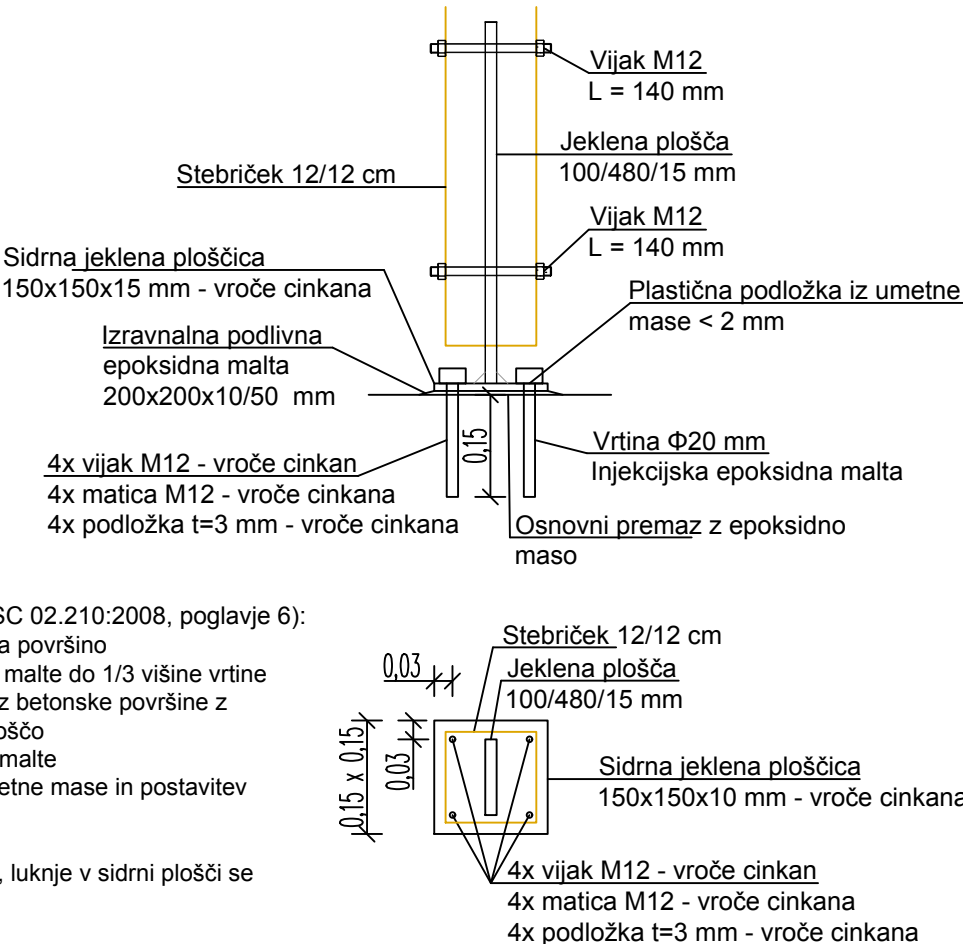 Vijak M12
L = 140 mm
Jeklena plošča
100/480/15 mm
Stebriček 12/12 cm
Vijak M12
L = 140 mm
Sidrna jeklena ploščica
150x150x15 mm - vroče cinkana
Plastična podložka iz umetne
mase < 2 mm
Izravnalna podlivna
epoksidna malta
200x200x10/50 mm
0,15
Vrtina Φ20 mm
Injekcijska epoksidna malta
4x vijak M12 - vroče cinkan
4x matica M12 - vroče cinkana
4x podložka t=3 mm - vroče cinkana
Osnovni premaz z epoksidno
maso
SC 02.210:2008, poglavje 6):
a površino
malte do 1/3 višine vrtine
z betonske površine z
oščo
malte
etne mase in postavitev
, luknje v sidrni plošči se
Stebriček 12/12 cm
0,03
Jeklena plošča
100/480/15 mm
0,15 x 0,15
0,03
Sidrna jeklena ploščica
150x150x10 mm - vroče cinkana
4x vijak M12 - vroče cinkan
4x matica M12 - vroče cinkana
4x podložka t=3 mm - vroče cinkana